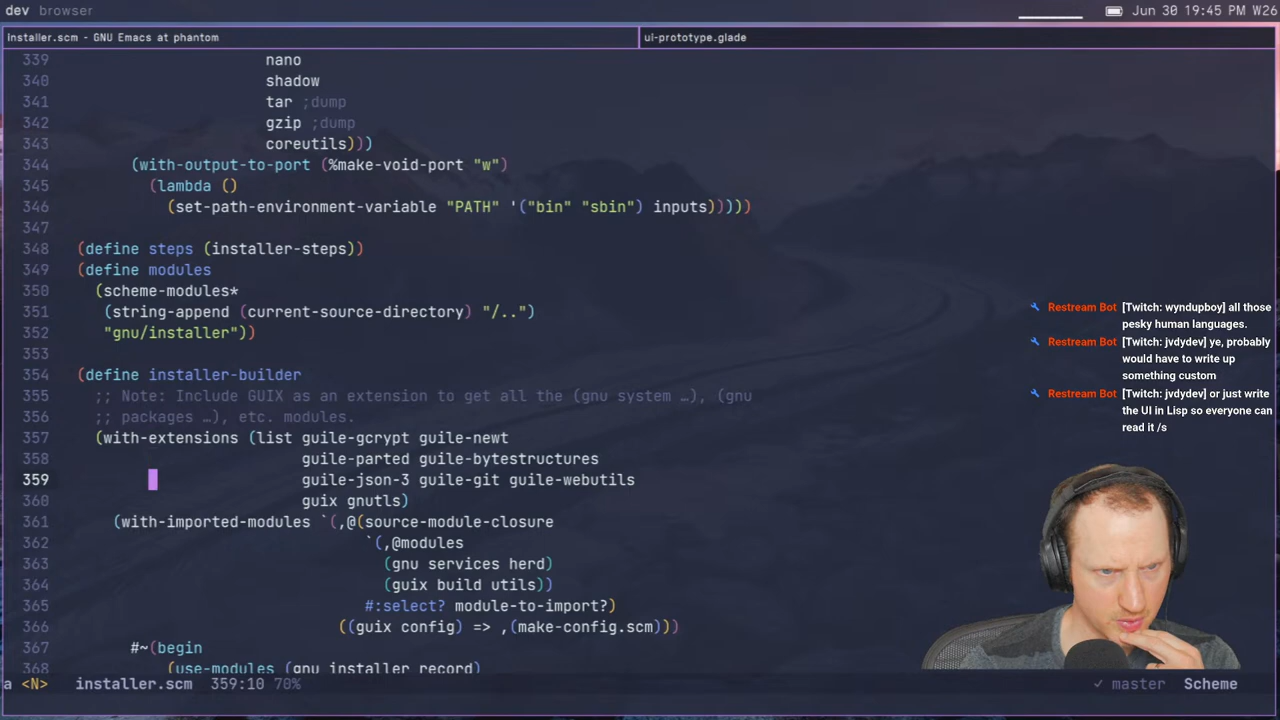 dev browser
Jun 30 19:45 PM W26
installer.scm - GNU Emacs at phantom
ui-prototype.glade
339 nano
340 shadow
341 tar ;dump
342 gzip ;dump
343 coreutils)))
344 (with-output-to-port (%make-void-port "w")
345 (lambda ()
346 (set-path-environment-variable "PATH" '("bin" "sbin") inputs)))))
347
348 (define steps (installer-steps))
349 (define modules
350 (scheme-modules*
351 (string-append (current-source-directory) "/..")
352 "gnu/installer"))
353
354 (define installer-builder
355 ;; Note: Include GUIX as an extension to get all the (gnu system …), (gnu
356 ;; packages …), etc. modules.
357 (with-extensions (list guile-gcrypt guile-newt
358 guile-parted guile-bytestructures
359 guile-json-3 guile-git guile-webutils
360 guix gnutls)
361 (with-imported-modules `(,@(source-module-closure
362 `(,@modules
363 (gnu services herd)
364 (guix build utils))
365 #:select? module-to-import?)
366 ((guix config) => ,(make-config.scm)))
367 #~(begin
368 (use-modules (gnu installer record)
a <N> installer.scm 359:10 70%
✓ master Scheme
Restream Bot [Twitch: wyndupboy] all those
pesky human languages.
Restream Bot [Twitch: jvdydev] ye, probably
would have to write up
something custom
Restream Bot [Twitch: jvdydev] or just write
the UI in Lisp so everyone can
read it /s